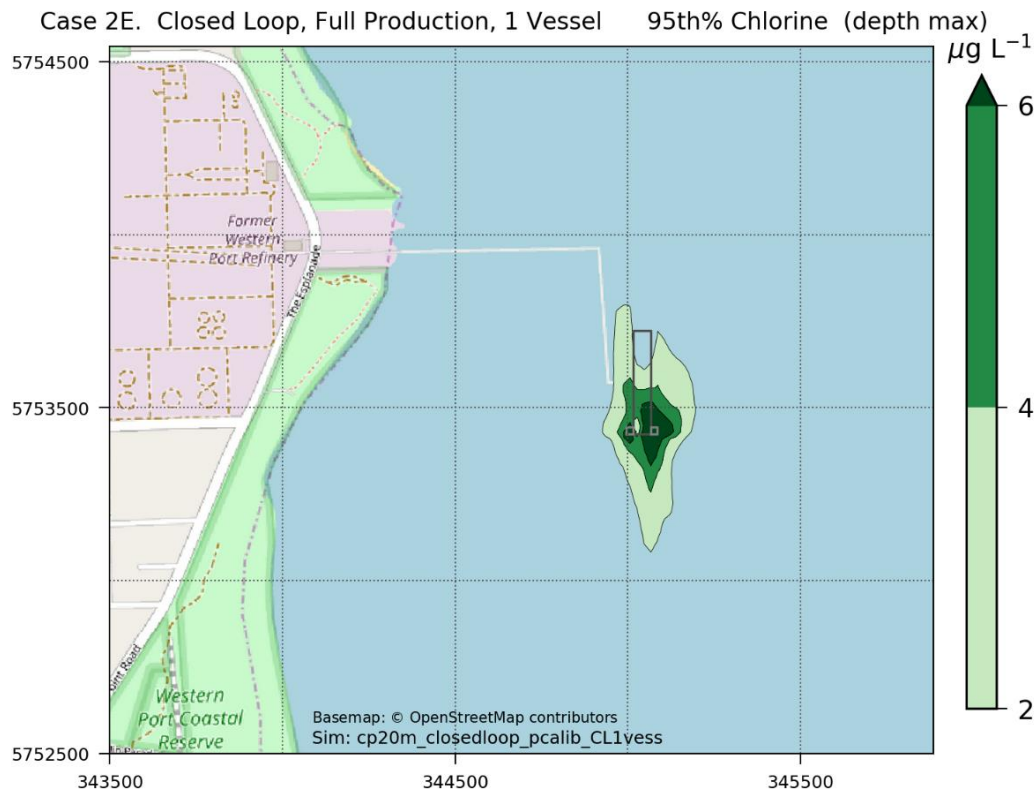 Case 2E.  Closed Loop, Full Production, 1 Vessel      95th% Chlorine  (depth max)
μg L⁻¹
5754500
6
Former
Western
Port Refinery
The Esplanade
5753500
4
oint Road
Western
Port Coastal
Reserve
Basemap: © OpenStreetMap contributors
Sim: cp20m_closedloop_pcalib_CL1vess
2
5752500
343500
344500
345500